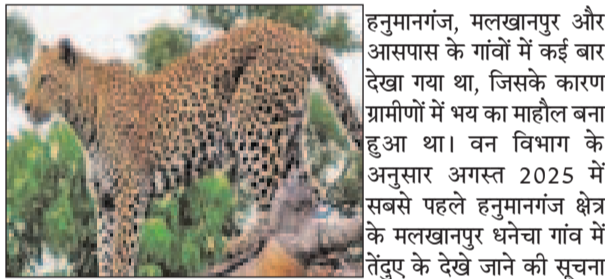 हनुमानगंज, मलखानपुर और
आसपास के गांवों में कई बार
देखा गया था, जिसके कारण
ग्रामीणों में भय का माहौल बना
हुआ था। वन विभाग के
अनुसार अगस्त 2025 में
सबसे पहले हनुमानगंज क्षेत्र
के मलखानपुर धनेचा गांव में
तेंदुए के देखे जाने की सूचना